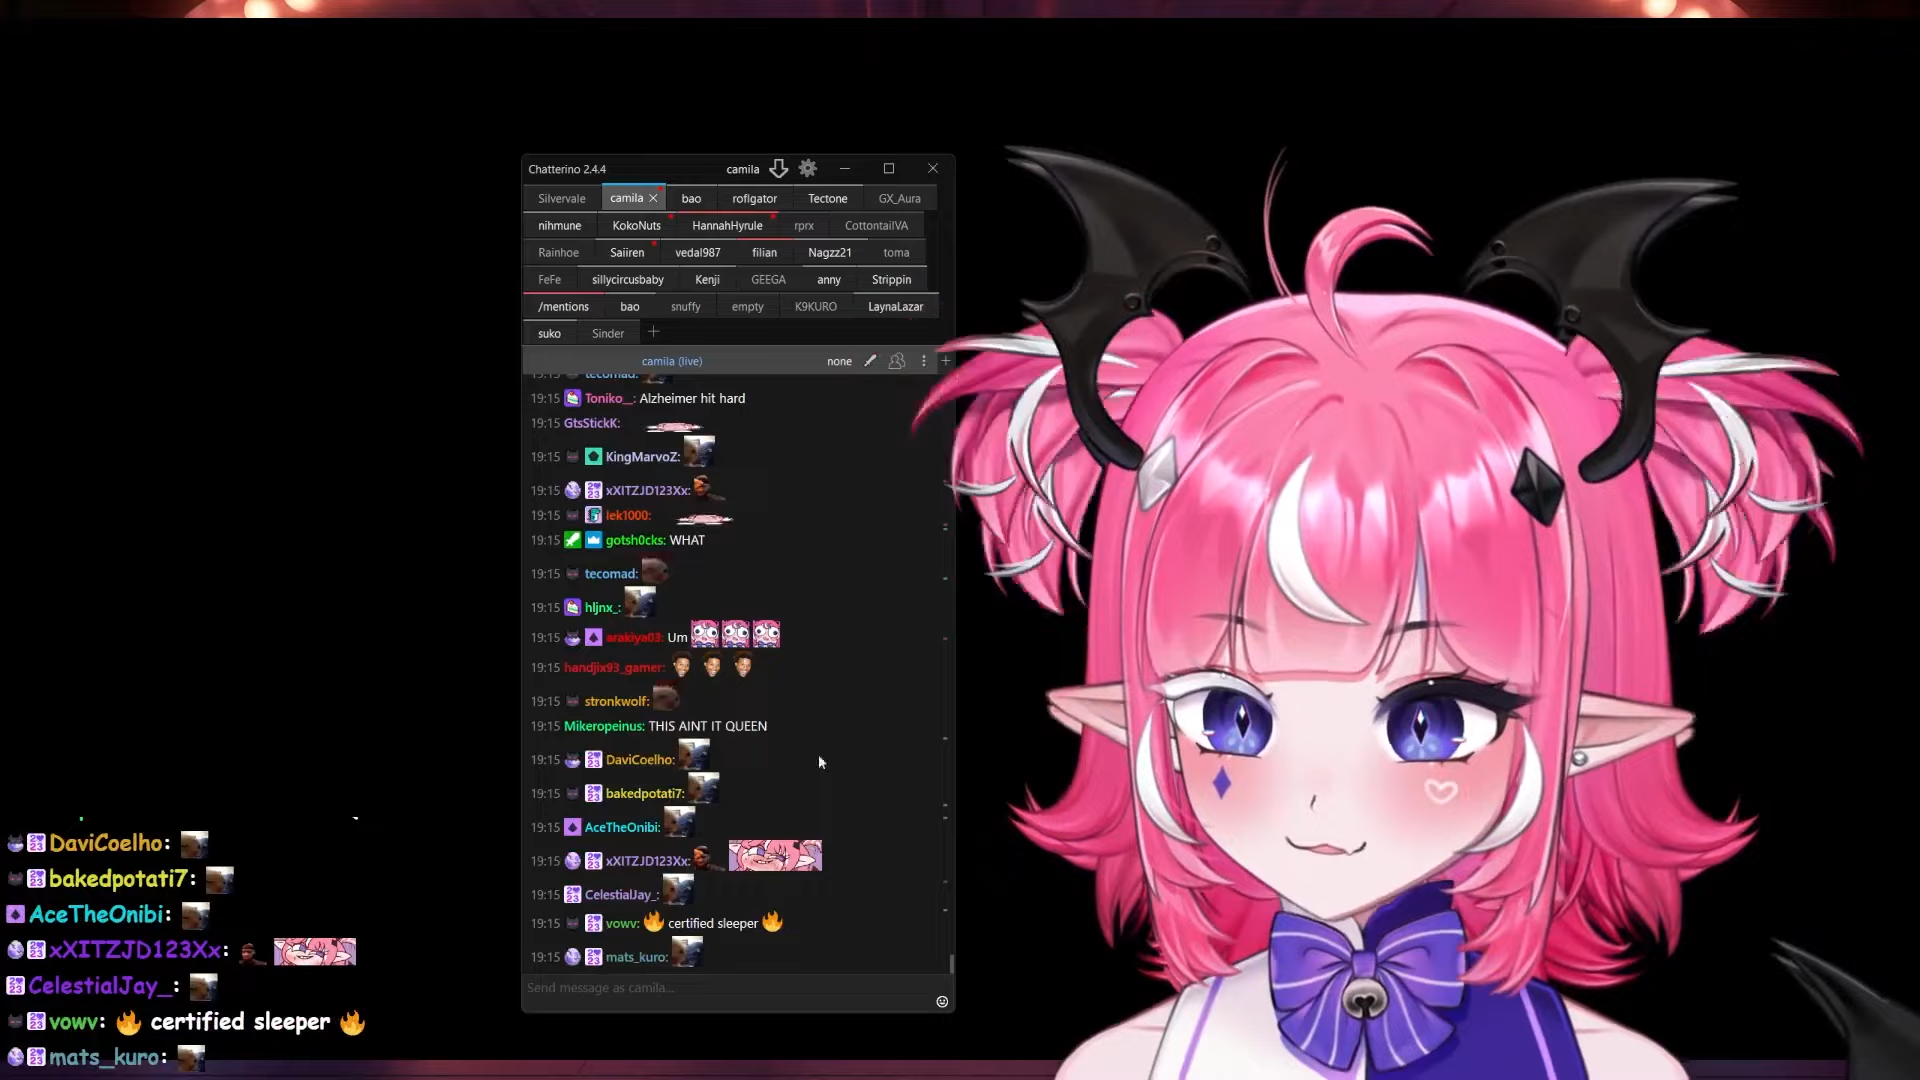 Chatterino 2.4.4
camila
Silvervale camila bao roflgator Tectone GX_Aura
nihmune KokoNuts HannahHyrule rprx CottontailVA
Rainhoe Saiiren vedal987 filian Nagzz21 toma
FeFe sillycircusbaby Kenji GEEGA anny Strippin
/mentions bao snuffy empty K9KURO LaynaLazar
suko Sinder
camila (live) none
19:15 tecomad:
19:15 Toniko__: Alzheimer hit hard
19:15 GtsStickK:
19:15 KingMarvoZ:
19:15 xXITZJD123Xx:
19:15 lek1000:
19:15 gotsh0cks: WHAT
19:15 tecomad:
19:15 hljnx_:
19:15 arakiya03: Um
19:15 handjix93_gamer:
19:15 stronkwolf:
19:15 Mikeropeinus: THIS AINT IT QUEEN
19:15 DaviCoelho:
19:15 bakedpotati7:
19:15 AceTheOnibi:
19:15 xXITZJD123Xx:
19:15 CelestialJay_:
19:15 vowv: 🔥 certified sleeper 🔥
19:15 mats_kuro:
Send message as camila...
DaviCoelho:
bakedpotati7:
AceTheOnibi:
xXITZJD123Xx:
CelestialJay_:
vowv: 🔥 certified sleeper 🔥
mats_kuro: